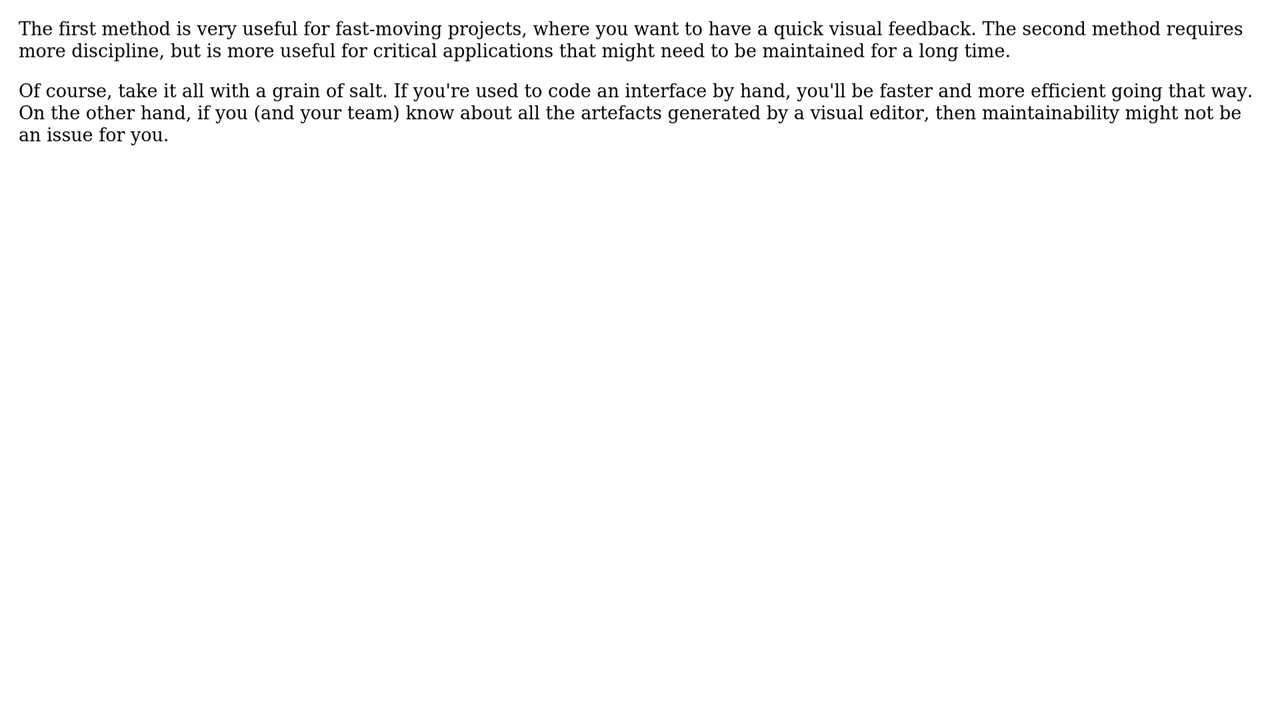 The first method is very useful for fast-moving projects, where you want to have a quick visual feedback. The second method requires
more discipline, but is more useful for critical applications that might need to be maintained for a long time.
Of course, take it all with a grain of salt. If you're used to code an interface by hand, you'll be faster and more efficient going that way.
On the other hand, if you (and your team) know about all the artefacts generated by a visual editor, then maintainability might not be
an issue for you.